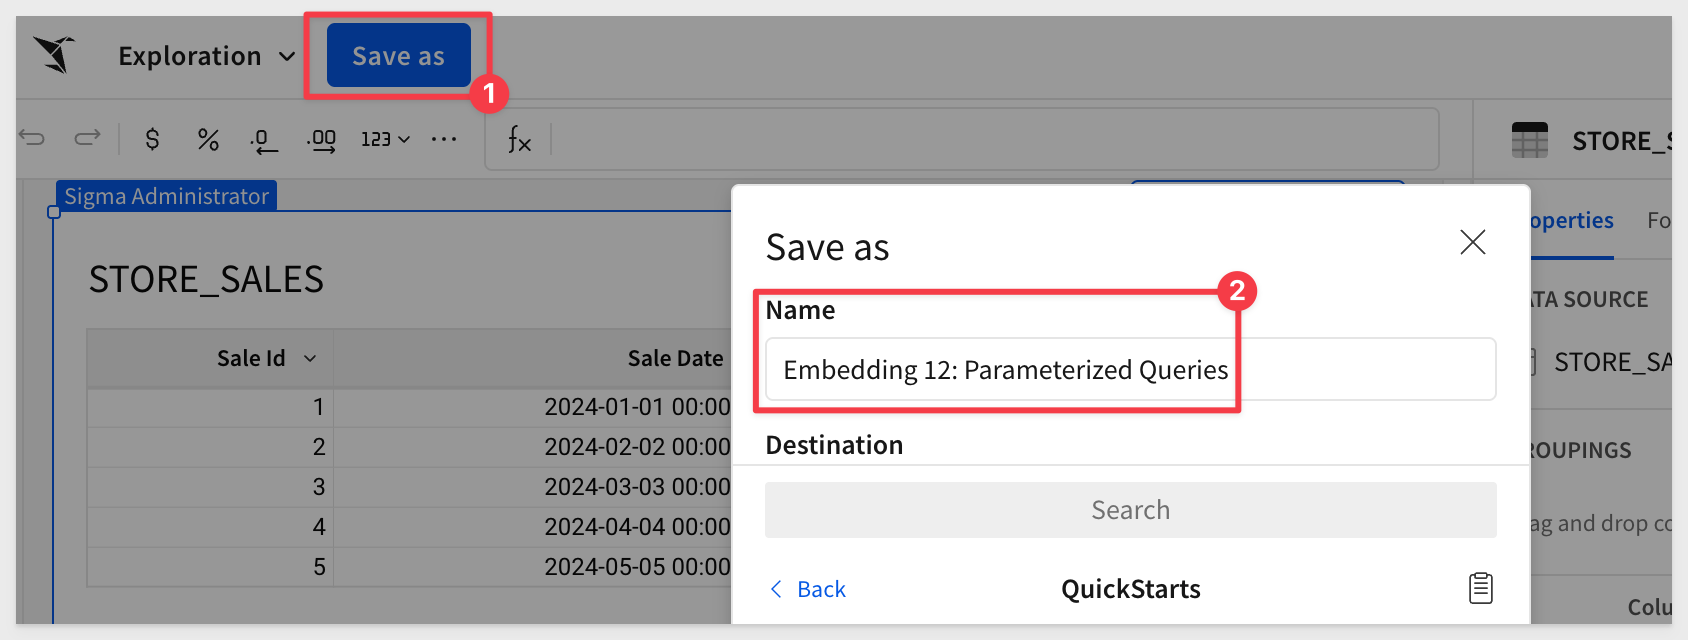 Exploration
Save as
1
$ % .0 .00 123 ... fx
STORE_S
Sigma Administrator
STORE_SALES
Sale Id Sale Date
1 2024-01-01 00:00
2 2024-02-02 00:00
3 2024-03-03 00:00
4 2024-04-04 00:00
5 2024-05-05 00:00
Save as
2
Name
Embedding 12: Parameterized Queries
Destination
Search
Back
QuickStarts
operties Fo
ATA SOURCE
STORE_SA
ROUPINGS
ag and drop co
Colu